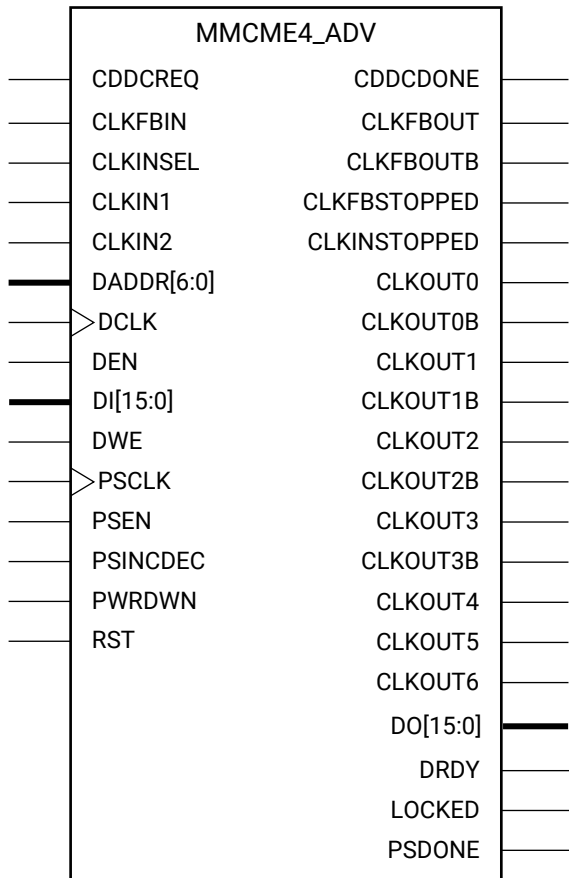 MMCME4_ADV
CDDCREQ CDDCDONE
CLKFBIN CLKFBOUT
CLKINSEL CLKFBOUTB
CLKIN1 CLKFBSTOPPED
CLKIN2 CLKINSTOPPED
DADDR[6:0] CLKOUT0
DCLK CLKOUT0B
DEN CLKOUT1
DI[15:0] CLKOUT1B
DWE CLKOUT2
PSCLK CLKOUT2B
PSEN CLKOUT3
PSINCDEC CLKOUT3B
PWRDWN CLKOUT4
RST CLKOUT5
CLKOUT6
DO[15:0]
DRDY
LOCKED
PSDONE